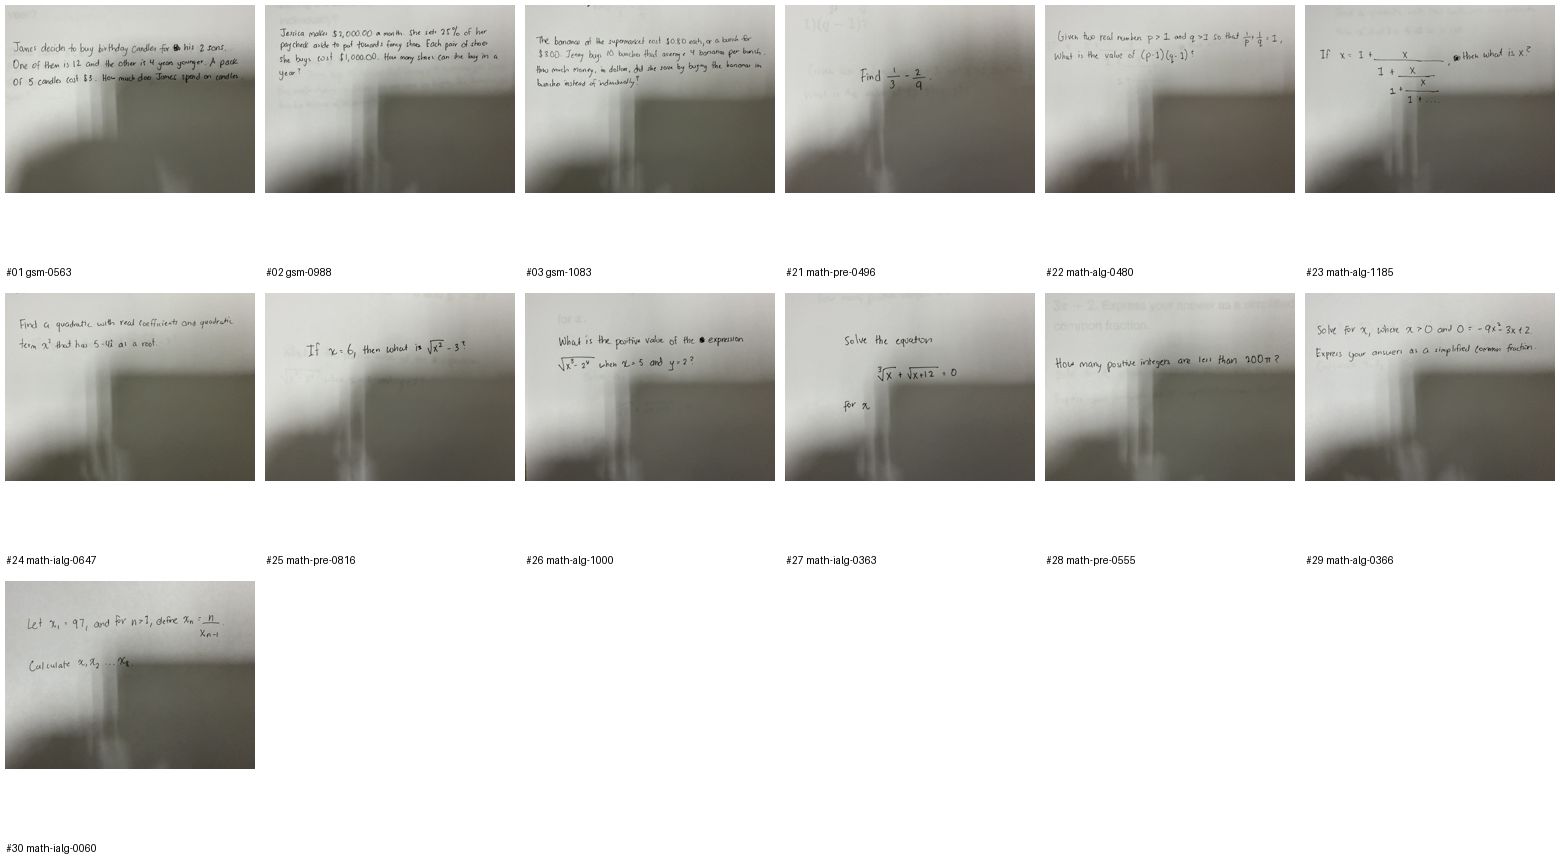 James decides to buy birthday candles for his 2 sons.
One of them is 12 and the other is 4 years younger. A pack
of 5 candles cost $3. How much does James spend on candles
#01 gsm-0563
Jessica makes $2,000.00 a month. She sets 25% of her
paycheck aside to put towards fancy shoes. Each pair of shoes
she buys cost $1,000.00. How many shoes can she buy in a
year?
#02 gsm-0988
The bananas at the supermarket cost $0.80 each, or a bunch for
$3.00. Jenny buys 10 bunches that average 4 bananas per bunch.
How much money, in dollars, did she save by buying the bananas in
bunches instead of individually?
#03 gsm-1083
Find 1/3 - 2/9.
#21 math-pre-0496
Given two real numbers p > 1 and q > 1 so that 1/p + 1/q = 1,
What is the value of (p-1)(q-1)?
#22 math-alg-0480
If x = 1 + x/(1 + x/(1 + x/(1 + ....))), then what is x?
#23 math-alg-1185
Find a quadratic with real coefficients and quadratic
term x² that has 5-4i as a root.
#24 math-ialg-0647
If x = 6, then what is √x² - 3?
#25 math-pre-0816
What is the positive value of the expression
when x = 5 and y = 2?
#26 math-alg-1000
Solve the equation
∛x + √x+12 = 0
for x
#27 math-ialg-0363
3x + 2. Express your answer as a simplified
common fraction.
How many positive integers are less than 200π?
#28 math-pre-0555
Solve for x, where x > 0 and 0 = -9x² - 3x + 2
Express your answers as a simplified common fraction.
#29 math-alg-0366
Let x₁ = 97, and for n > 1, define xₙ = n/xₙ₋₁
Calculate x₁ x₂ ... x₈
#30 math-ialg-0060